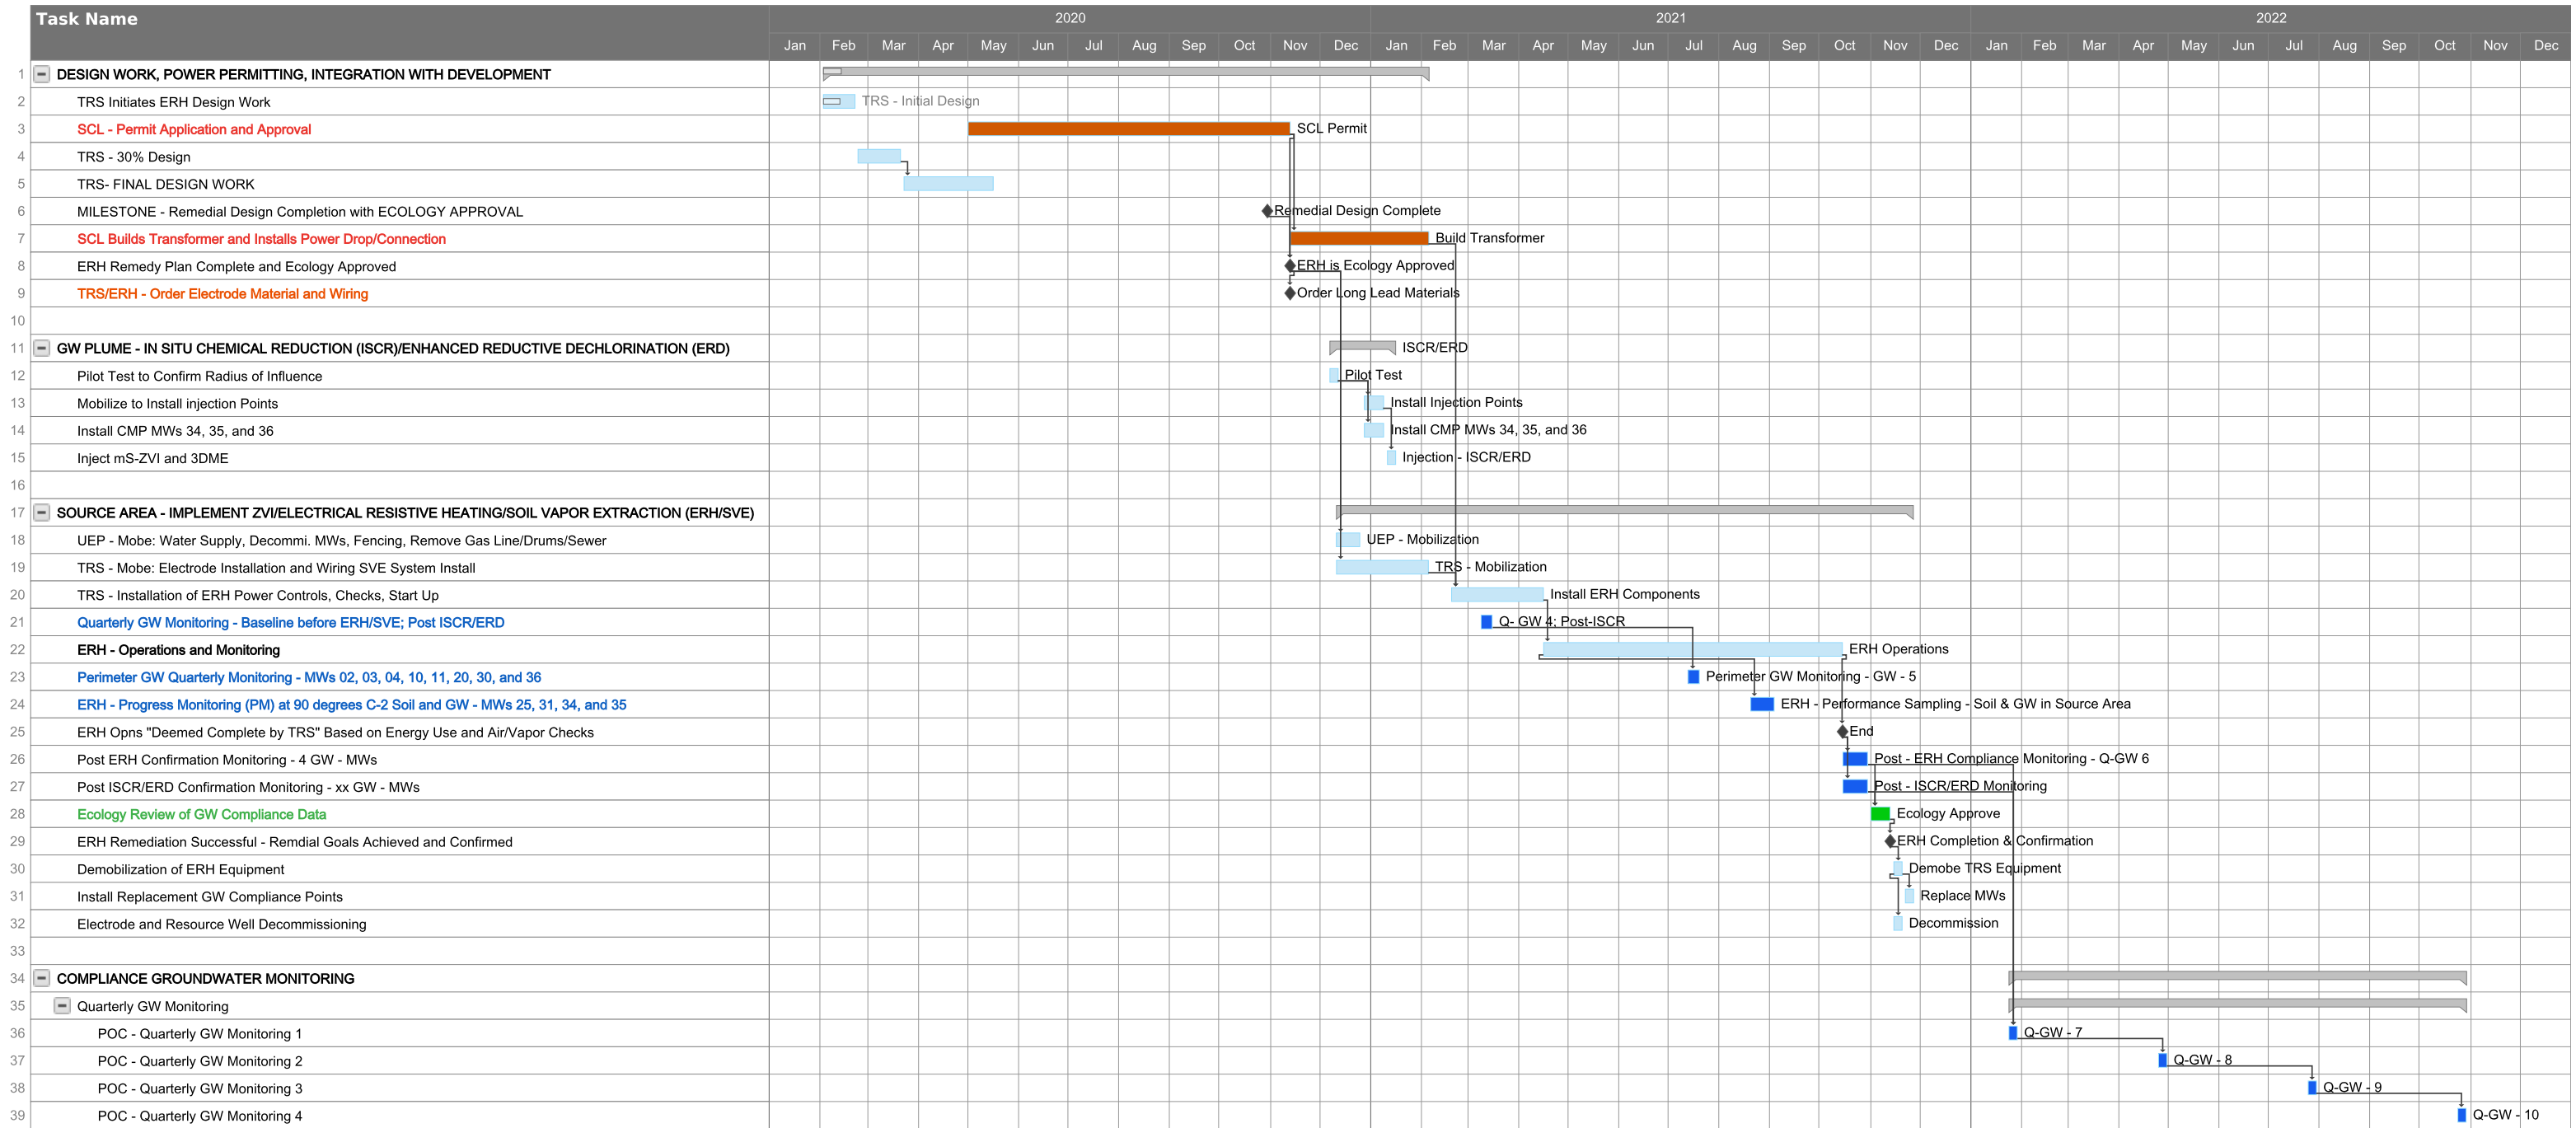 Task Name
2020 2021 2022
Jan Feb Mar Apr May Jun Jul Aug Sep Oct Nov Dec Jan Feb Mar Apr May Jun Jul Aug Sep Oct Nov Dec Jan Feb Mar Apr May Jun Jul Aug Sep Oct Nov Dec
1 DESIGN WORK, POWER PERMITTING, INTEGRATION WITH DEVELOPMENT
2 TRS Initiates ERH Design Work TRS - Initial Design
3 SCL - Permit Application and Approval SCL Permit
4 TRS - 30% Design
5 TRS- FINAL DESIGN WORK
6 MILESTONE - Remedial Design Completion with ECOLOGY APPROVAL Remedial Design Complete
7 SCL Builds Transformer and Installs Power Drop/Connection Build Transformer
8 ERH Remedy Plan Complete and Ecology Approved ERH is Ecology Approved
9 TRS/ERH - Order Electrode Material and Wiring Order Long Lead Materials
10
11 GW PLUME - IN SITU CHEMICAL REDUCTION (ISCR)/ENHANCED REDUCTIVE DECHLORINATION (ERD) ISCR/ERD
12 Pilot Test to Confirm Radius of Influence Pilot Test
13 Mobilize to Install injection Points Install Injection Points
14 Install CMP MWs 34, 35, and 36 Install CMP MWs 34, 35, and 36
15 Inject mS-ZVI and 3DME Injection - ISCR/ERD
16
17 SOURCE AREA - IMPLEMENT ZVI/ELECTRICAL RESISTIVE HEATING/SOIL VAPOR EXTRACTION (ERH/SVE)
18 UEP - Mobe: Water Supply, Decommi. MWs, Fencing, Remove Gas Line/Drums/Sewer UEP - Mobilization
19 TRS - Mobe: Electrode Installation and Wiring SVE System Install TRS - Mobilization
20 TRS - Installation of ERH Power Controls, Checks, Start Up Install ERH Components
21 Quarterly GW Monitoring - Baseline before ERH/SVE; Post ISCR/ERD Q- GW 4; Post-ISCR
22 ERH - Operations and Monitoring ERH Operations
23 Perimeter GW Quarterly Monitoring - MWs 02, 03, 04, 10, 11, 20, 30, and 36 Perimeter GW Monitoring - GW - 5
24 ERH - Progress Monitoring (PM) at 90 degrees C-2 Soil and GW - MWs 25, 31, 34, and 35 ERH - Performance Sampling - Soil & GW in Source Area
25 ERH Opns "Deemed Complete by TRS" Based on Energy Use and Air/Vapor Checks End
26 Post ERH Confirmation Monitoring - 4 GW - MWs Post - ERH Compliance Monitoring - Q-GW 6
27 Post ISCR/ERD Confirmation Monitoring - xx GW - MWs Post - ISCR/ERD Monitoring
28 Ecology Review of GW Compliance Data Ecology Approve
29 ERH Remediation Successful - Remdial Goals Achieved and Confirmed ERH Completion & Confirmation
30 Demobilization of ERH Equipment Demobe TRS Equipment
31 Install Replacement GW Compliance Points Replace MWs
32 Electrode and Resource Well Decommissioning Decommission
33
34 COMPLIANCE GROUNDWATER MONITORING
35 Quarterly GW Monitoring
36 POC - Quarterly GW Monitoring 1 Q-GW - 7
37 POC - Quarterly GW Monitoring 2 Q-GW - 8
38 POC - Quarterly GW Monitoring 3 Q-GW - 9
39 POC - Quarterly GW Monitoring 4 Q-GW - 10